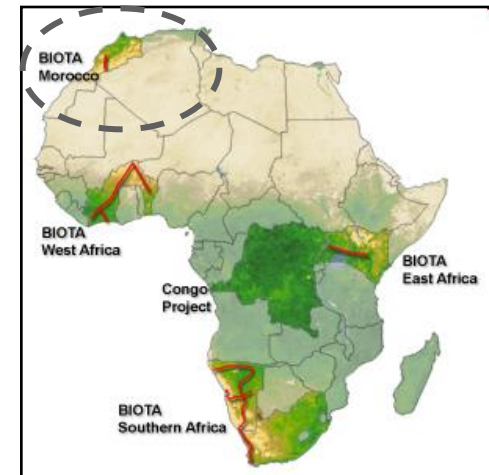 BIOTA
Morocco
BIOTA
West Africa
BIOTA
East Africa
Congo
Project
BIOTA
Southern Africa